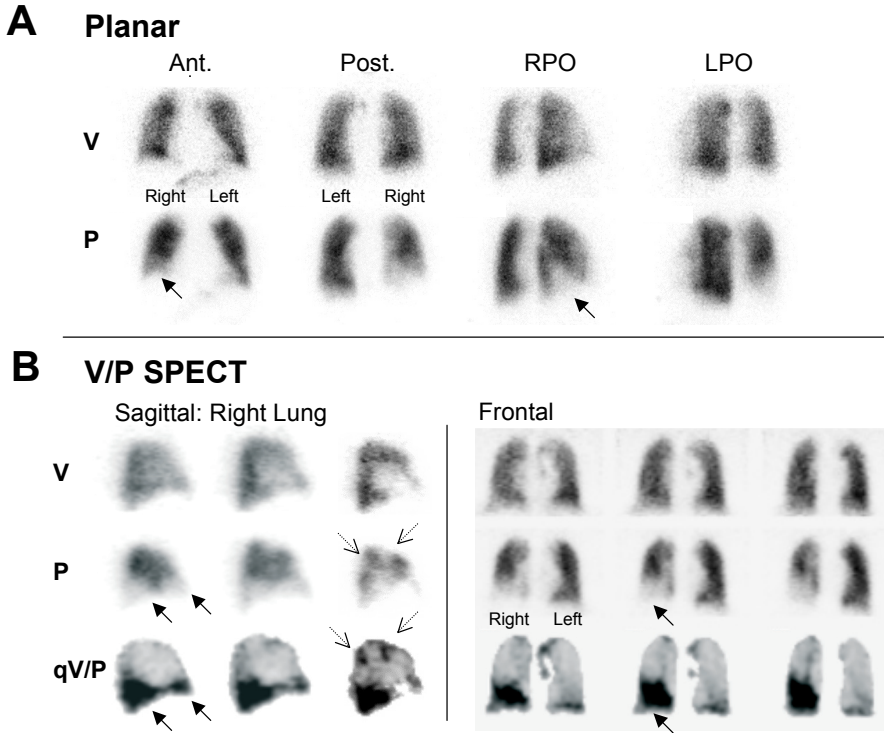 A Planar
Ant. Post. RPO LPO
V
Right Left Left Right
P
B V/P SPECT
Sagittal: Right Lung Frontal
V
P
Right Left
qV/P